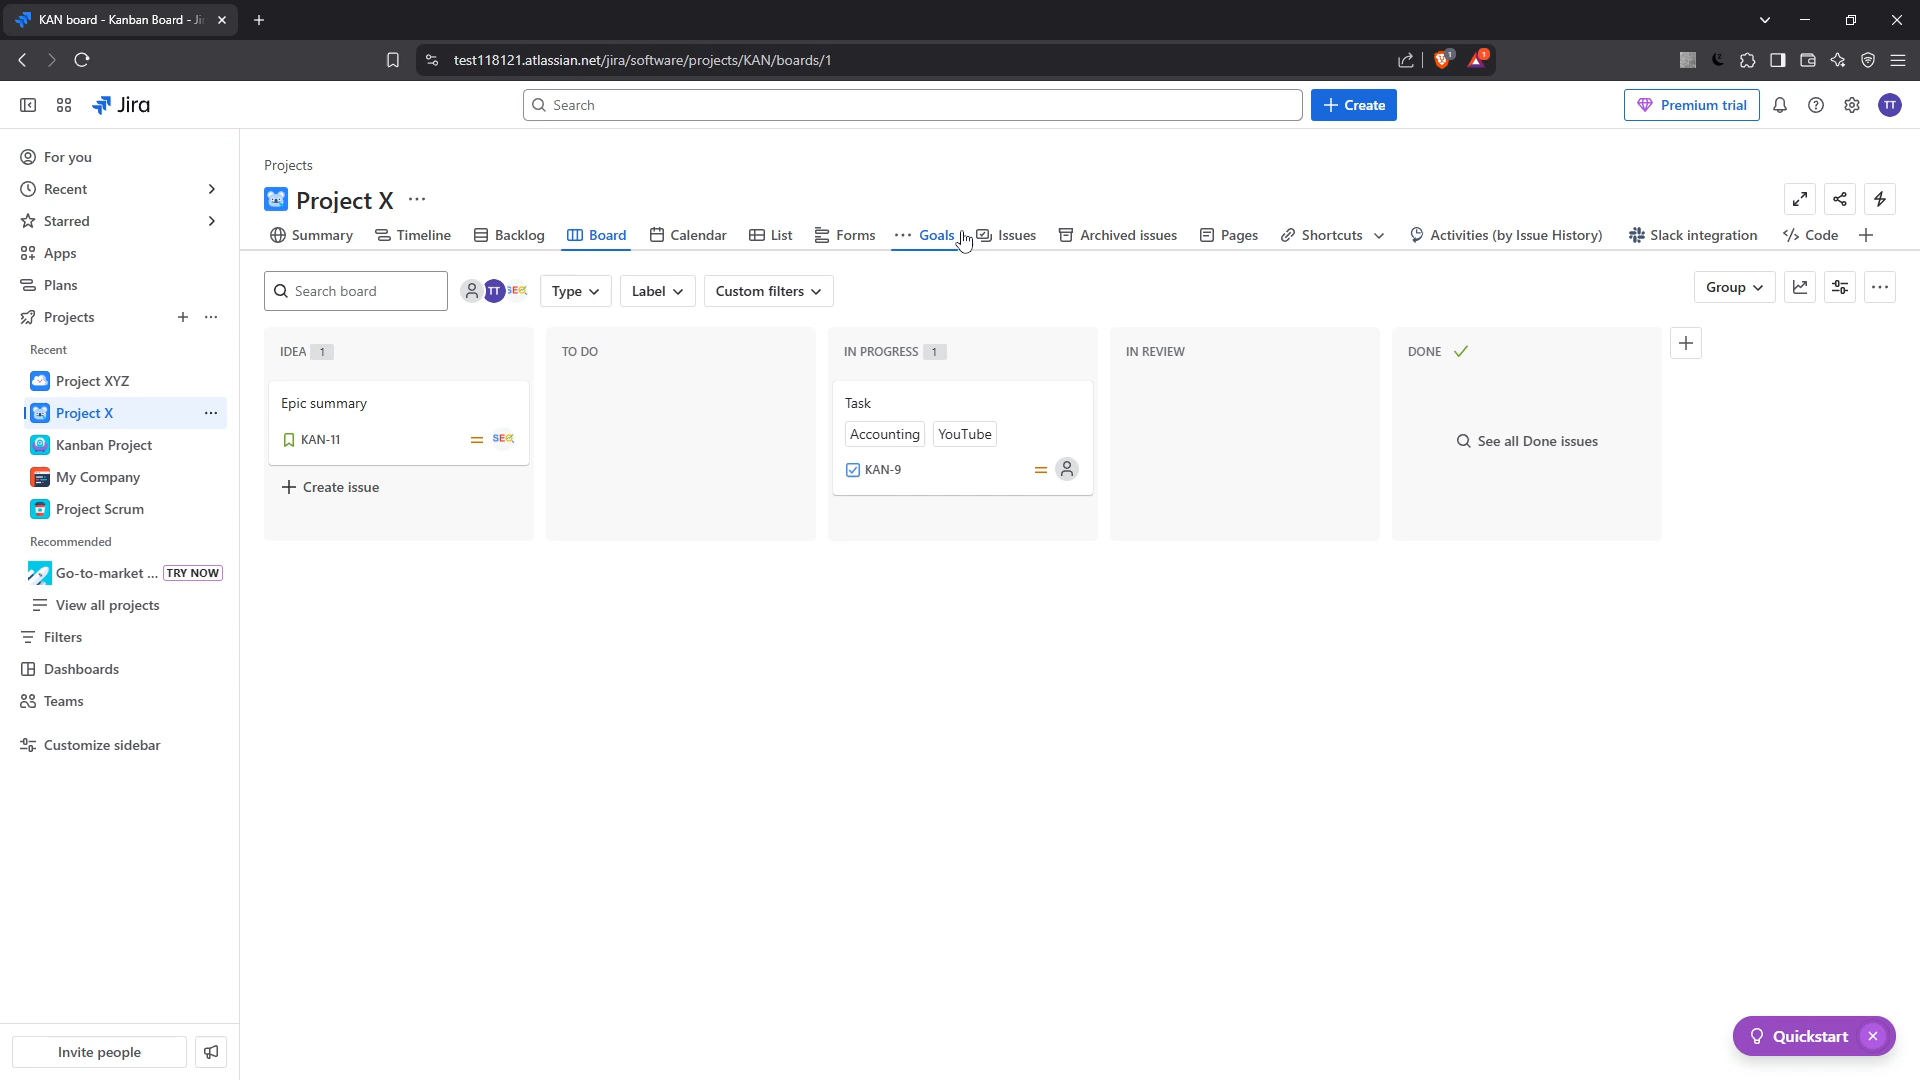 KAN board - Kanban Board - Ji
test118121.atlassian.net/jira/software/projects/KAN/boards/1
1
1
Jira
Search
Create
Premium trial
TT
For you
Recent
Starred
Apps
Plans
Projects
Recent
Project XYZ
Project X
Kanban Project
My Company
Project Scrum
Recommended
Go-to-market ... TRY NOW
View all projects
Filters
Dashboards
Teams
Customize sidebar
Invite people
Projects
Project X
Summary Timeline Backlog Board Calendar List Forms Goals Issues Archived issues Pages Shortcuts Activities (by Issue History) Slack integration </> Code
Search board
TT
SEO
Type
Label
Custom filters
Group
IDEA 1
Epic summary
KAN-11
SEO
Create issue
TO DO
IN PROGRESS 1
Task
Accounting YouTube
KAN-9
IN REVIEW
DONE
See all Done issues
Quickstart